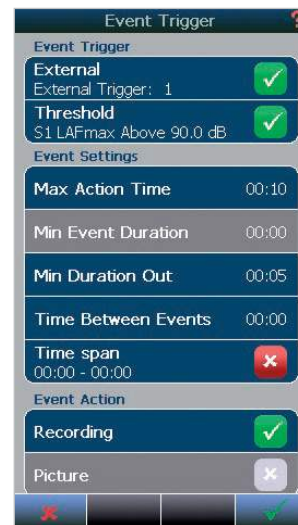 Event Trigger ?
Event Trigger
External
External Trigger: 1
Threshold
S1 LAFmax Above 90.0 dB
Event Settings
Max Action Time 00:10
Min Event Duration 00:00
Min Duration Out 00:05
Time Between Events 00:00
Time span
00:00 - 00:00
Event Action
Recording
Picture